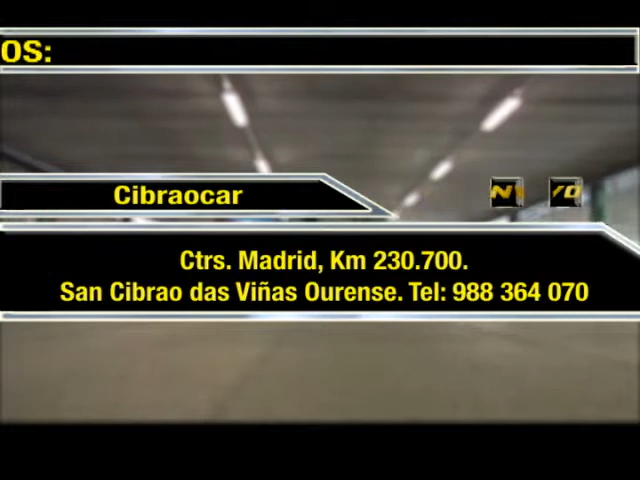 OS:
Cibraocar
Ctrs. Madrid, Km 230.700.
San Cibrao das Viñas Ourense. Tel: 988 364 070